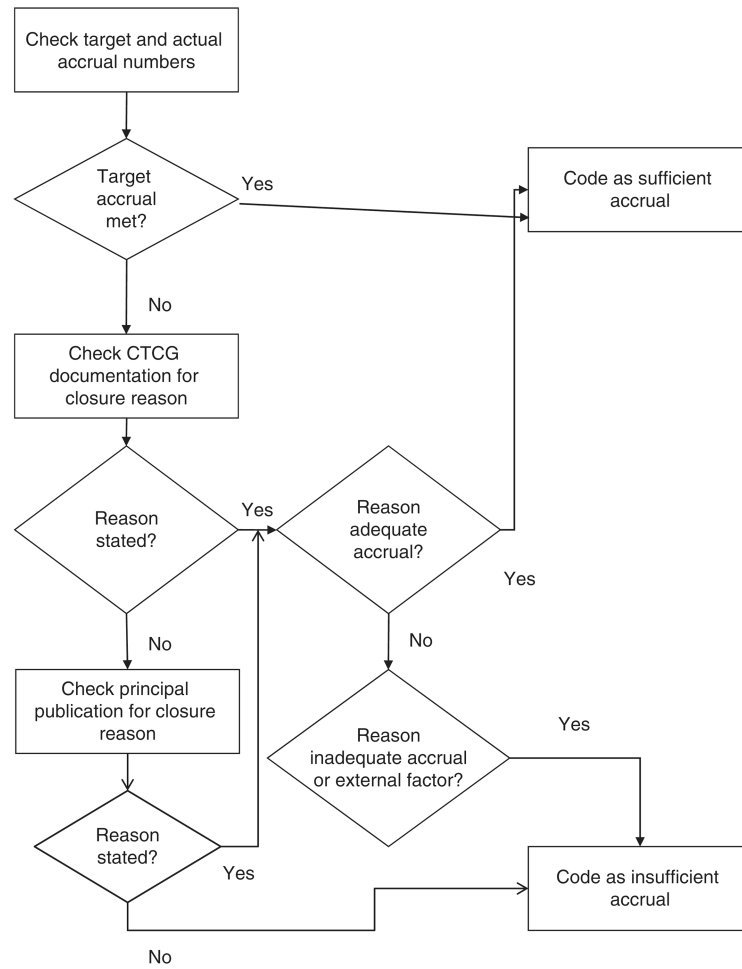 Check target and actual
accrual numbers
Target
accrual
met?
Yes
Code as sufficient
accrual
No
Check CTCG
documentation for
closure reason
Reason
stated?
Yes
Reason
adequate
accrual?
Yes
No
No
Check principal
publication for closure
reason
Reason
inadequate accrual
or external factor?
Yes
Reason
stated?
Yes
Code as insufficient
accrual
No